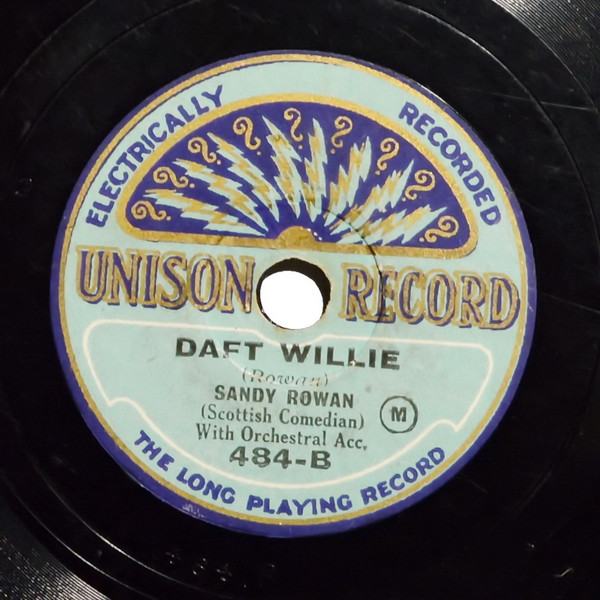 ELECTRICALLY RECORDED
UNISON RECORD
DAFT WILLIE
(Rowan)
SANDY ROWAN
(Scottish Comedian)
M
With Orchestral Acc.
484-B
THE LONG PLAYING RECORD